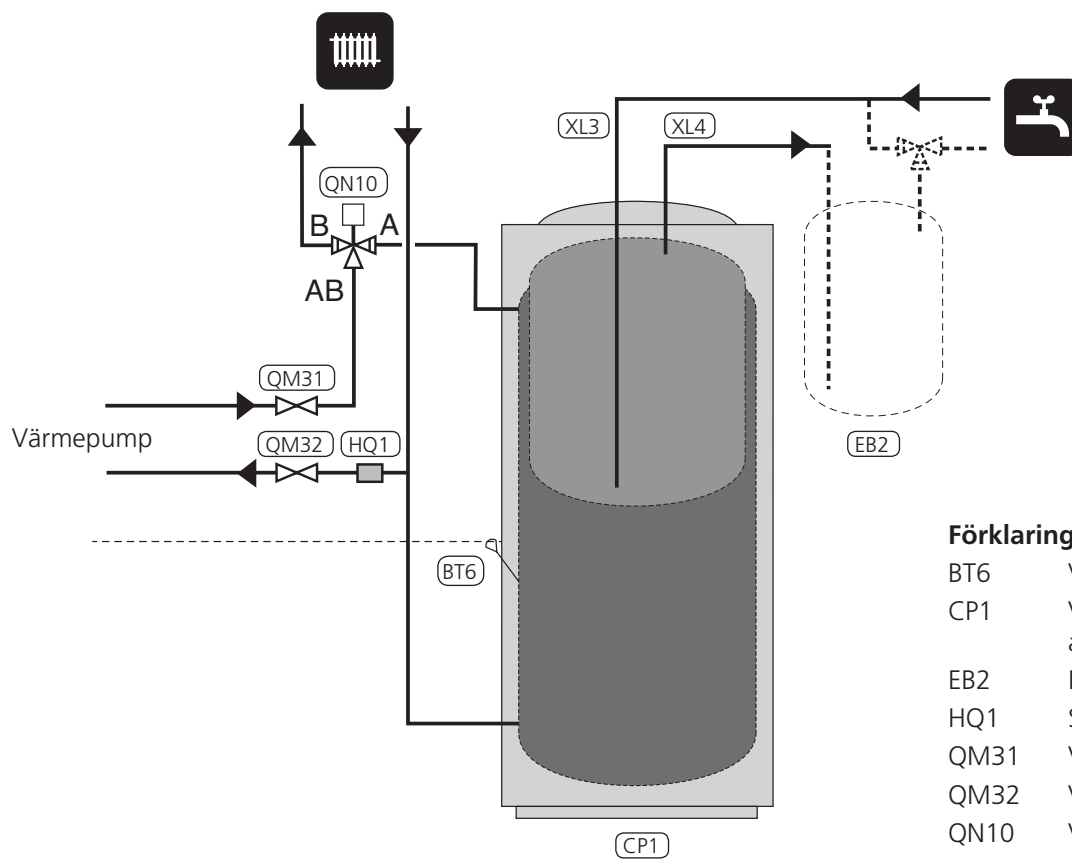 XL3
XL4
QN10
B
A
AB
QM31
Värmepump
QM32
HQ1
EB2
BT6
CP1
Förklaring
BT6
CP1
EB2
HQ1
QM31
QM32
QN10